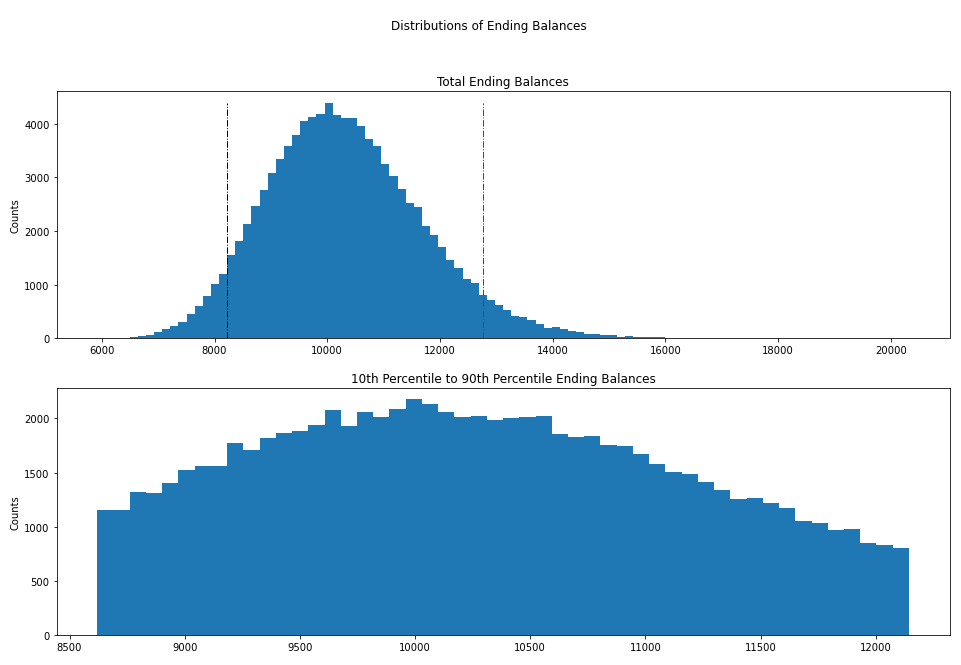 Distributions of Ending Balances
Total Ending Balances
Counts
4000
3000
2000
1000
0
6000 8000 10000 12000 14000 16000 18000 20000
10th Percentile to 90th Percentile Ending Balances
Counts
2000
1500
1000
500
0
8500 9000 9500 10000 10500 11000 11500 12000